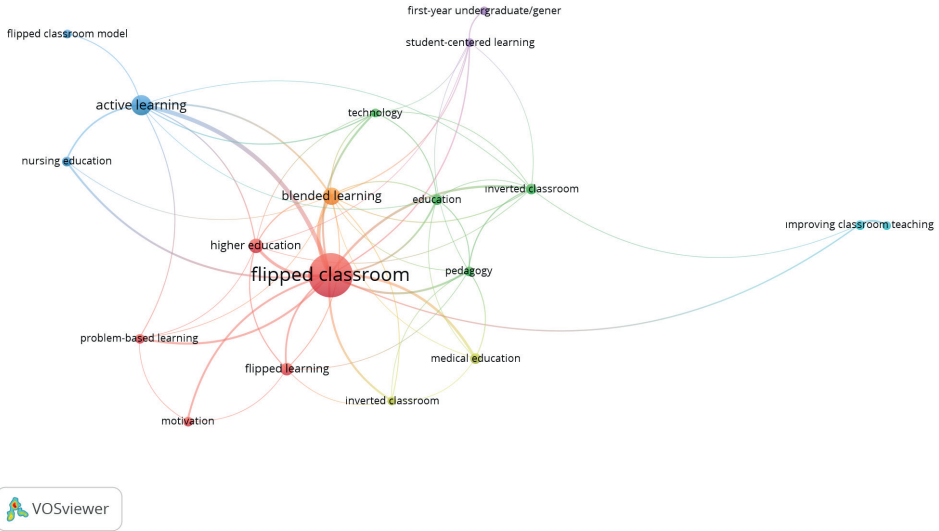 first-year undergraduate/gener
flipped classroom model
student-centered learning
active learning
technology
nursing education
inverted classroom
blended learning
education
improving classroom teaching
higher education
flipped classroom
pedagogy
problem-based learning
medical education
flipped learning
inverted classroom
motivation
VOSviewer